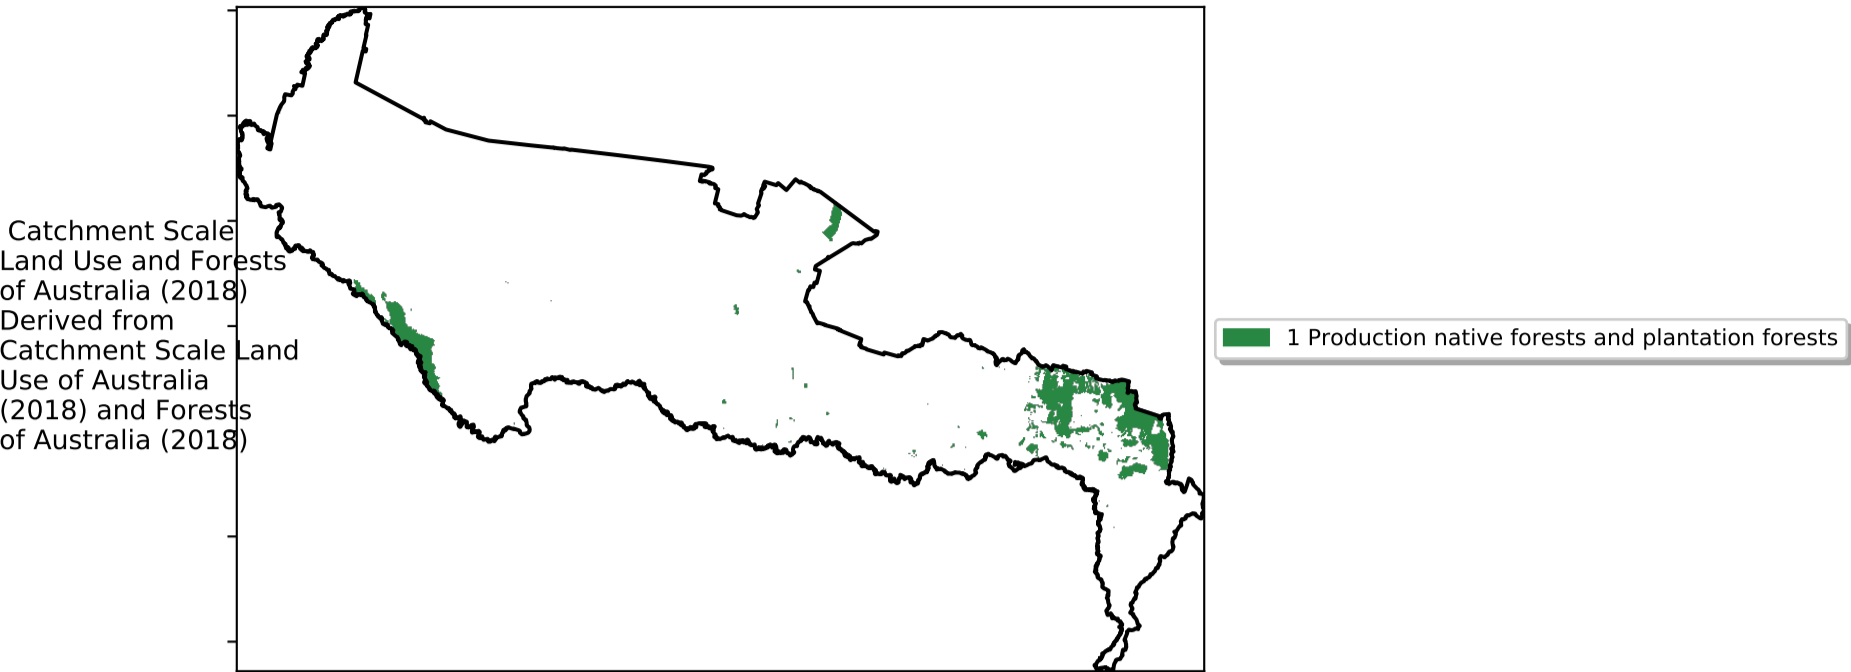 Catchment Scale
Land Use and Forests
of Australia (2018)
Derived from
Catchment Scale Land
Use of Australia
(2018) and Forests
of Australia (2018)
1 Production native forests and plantation forests